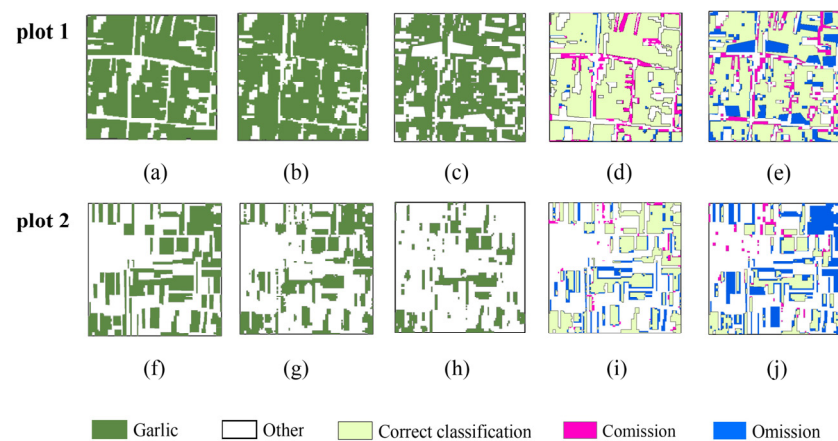 plot 1
(a) (b) (c) (d) (e)
plot 2
(f) (g) (h) (i) (j)
Garlic Other Correct classification Comission Omission